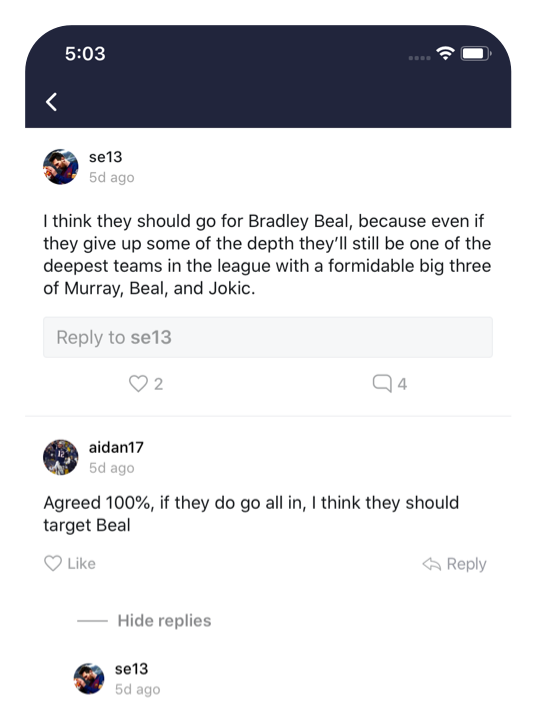 5:03
se13
5d ago
I think they should go for Bradley Beal, because even if
they give up some of the depth they’ll still be one of the
deepest teams in the league with a formidable big three
of Murray, Beal, and Jokic.
Reply to se13
2
4
aidan17
5d ago
Agreed 100%, if they do go all in, I think they should
target Beal
Like
Reply
Hide replies
se13
5d ago